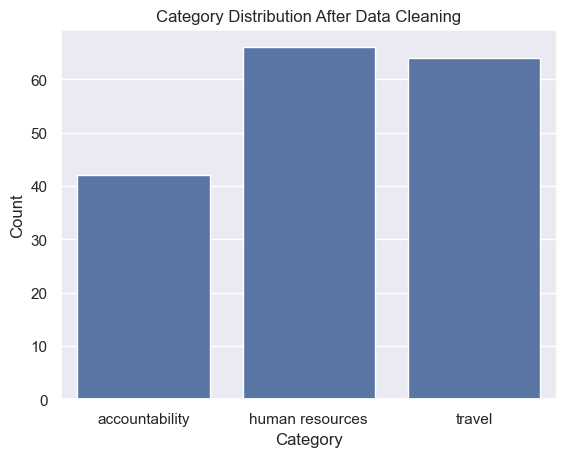 Category Distribution After Data Cleaning
60
50
40
30
20
10
0
Count
accountability human resources travel
Category